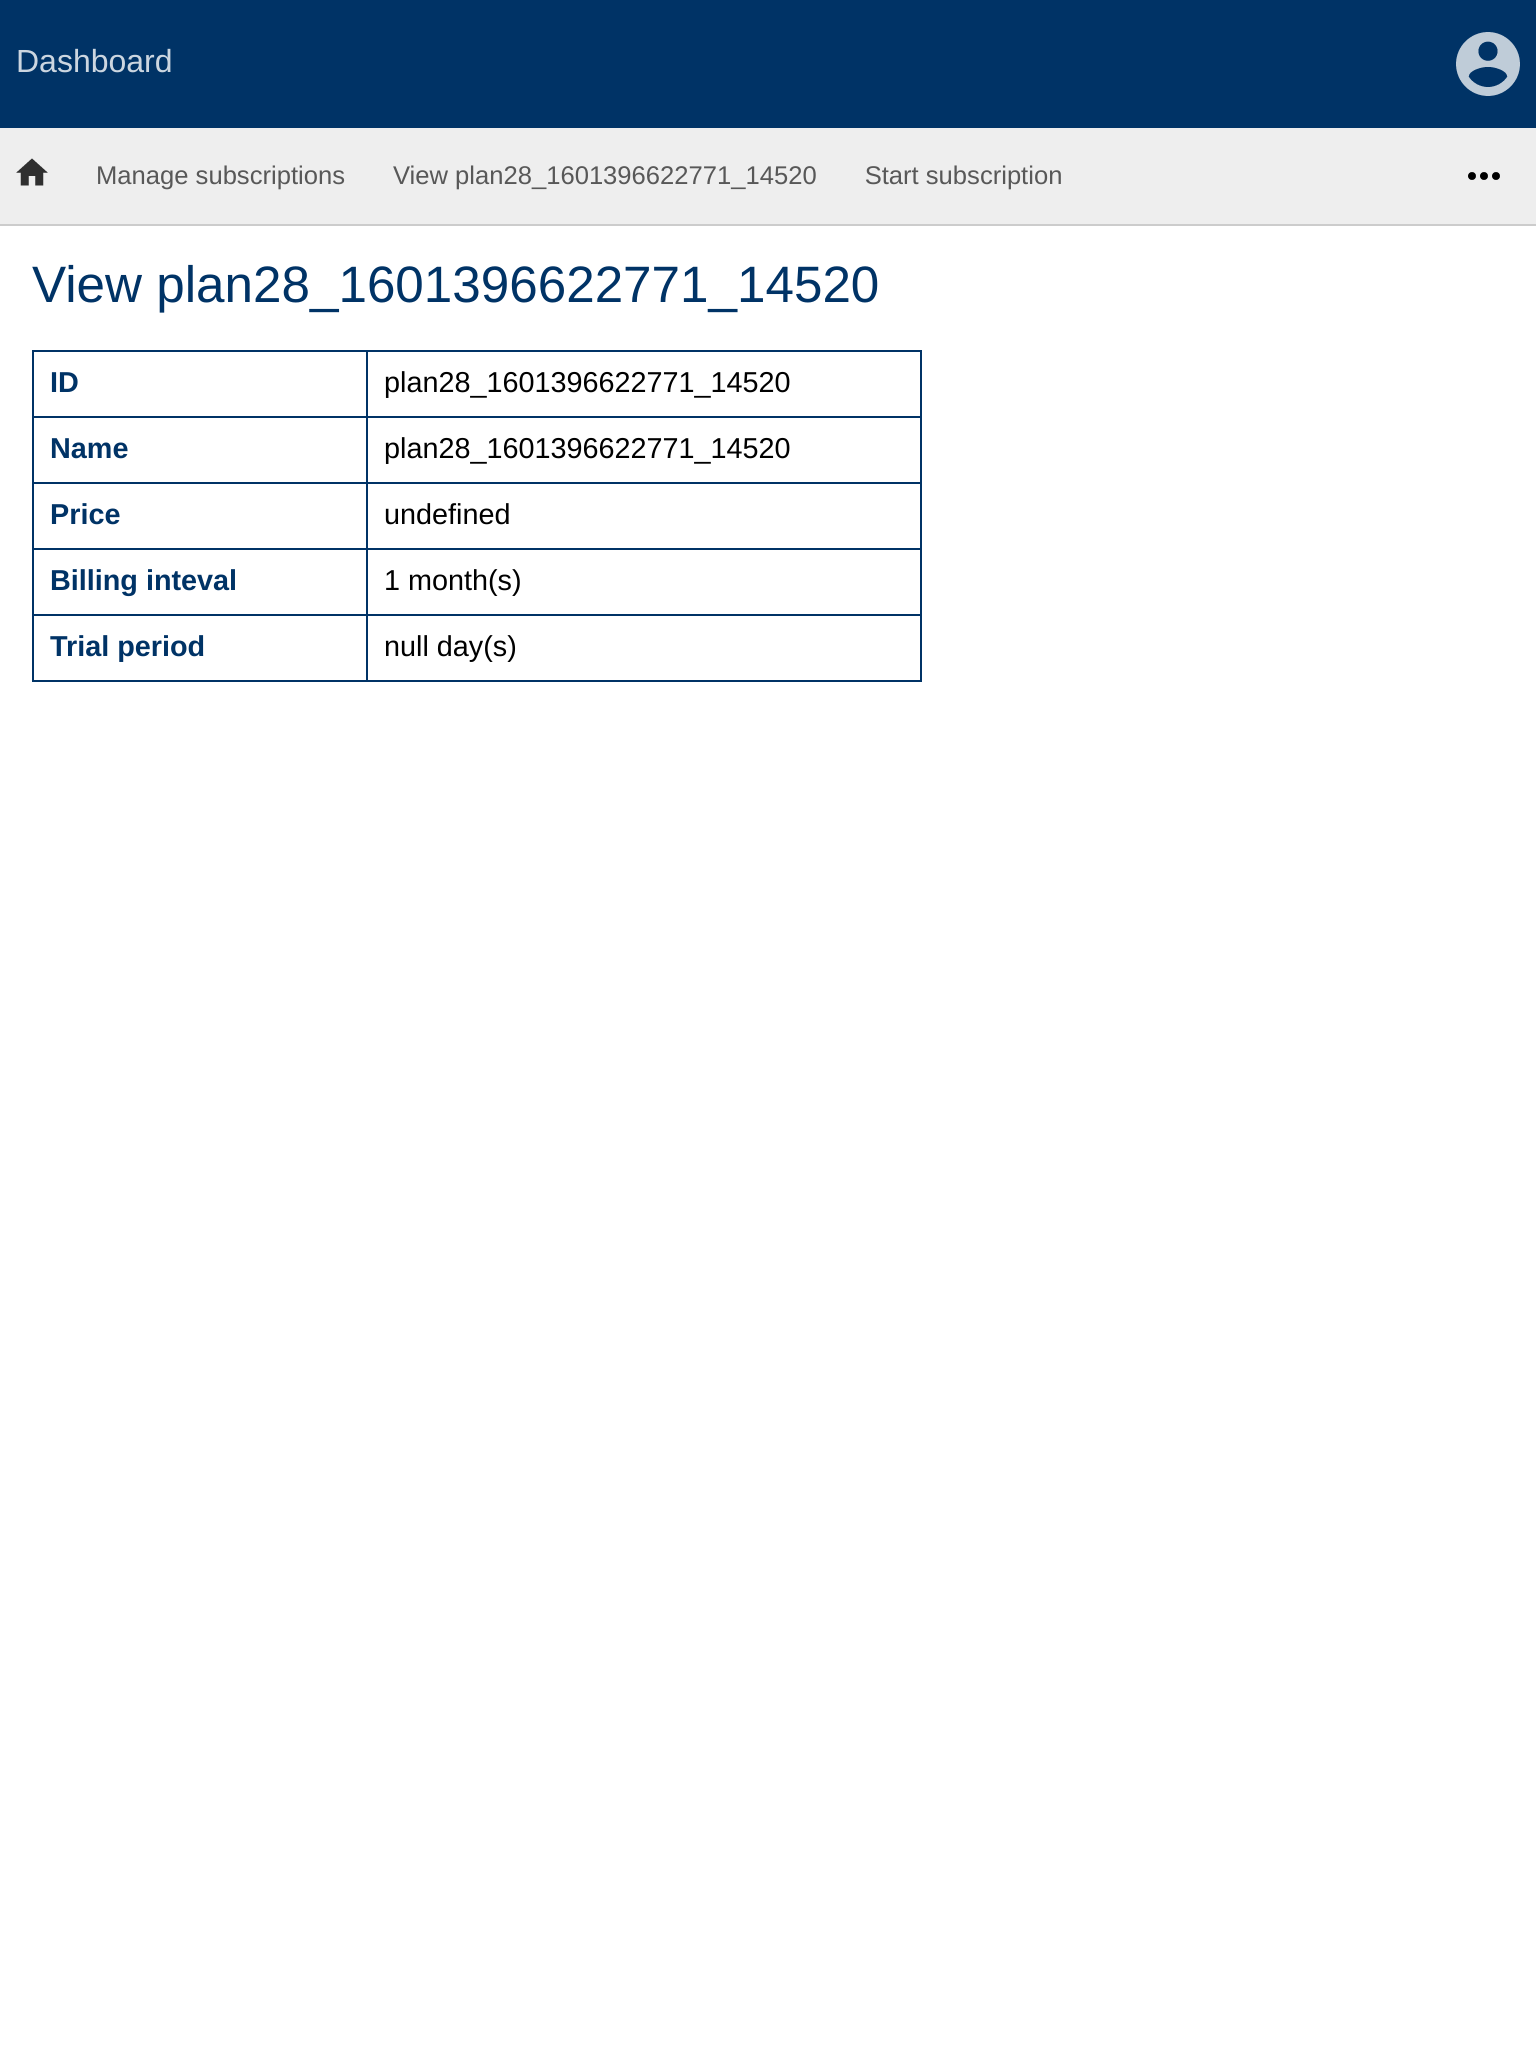 Dashboard
Manage subscriptions View plan28_1601396622771_14520 Start subscription
View plan28_1601396622771_14520
ID plan28_1601396622771_14520
Name plan28_1601396622771_14520
Price undefined
Billing inteval 1 month(s)
Trial period null day(s)